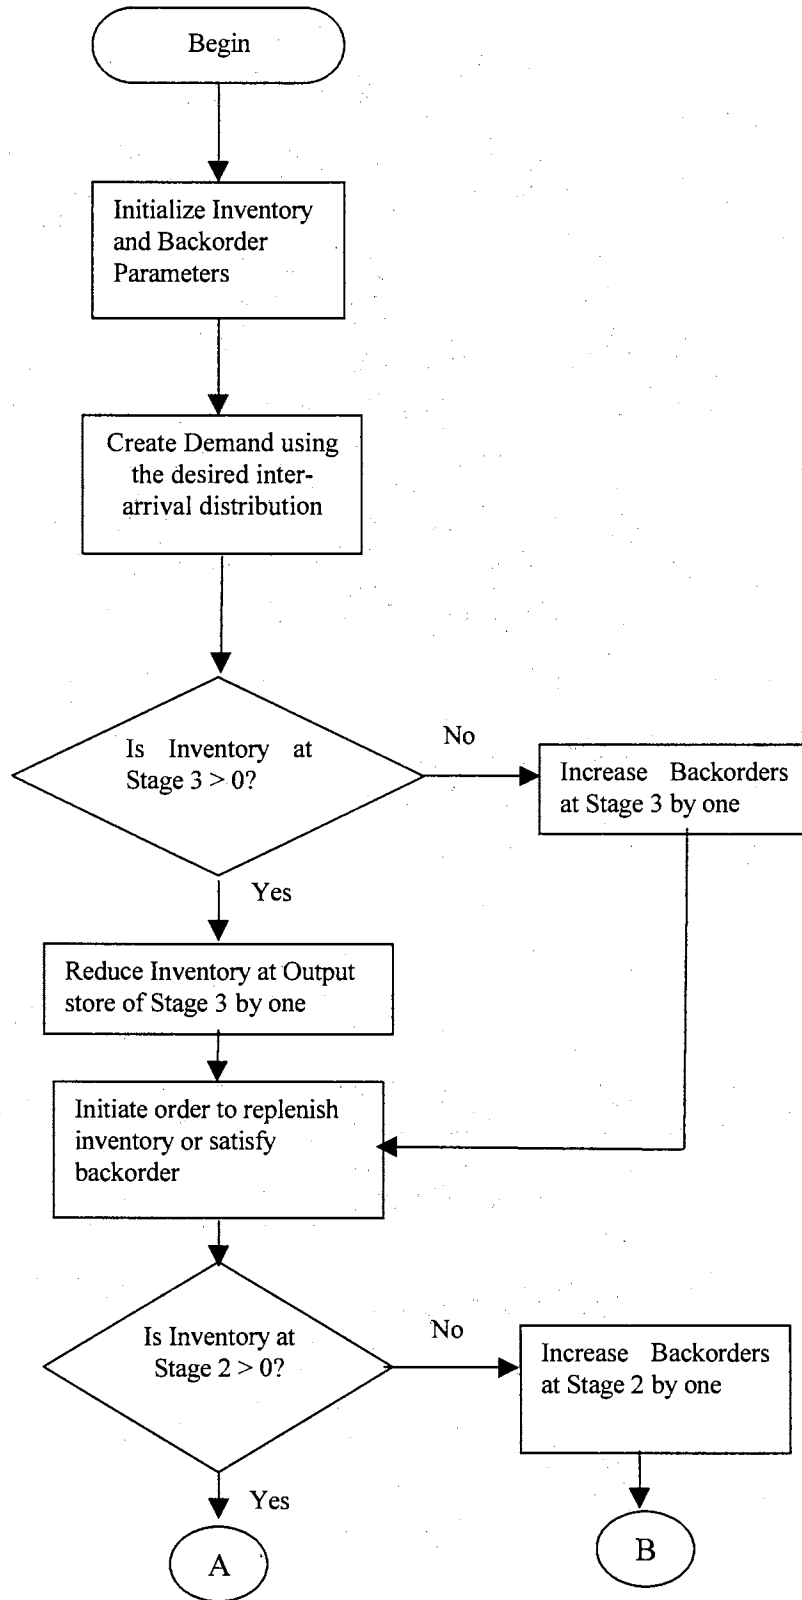 Begin
Initialize Inventory
and Backorder
Parameters
Create Demand using
the desired inter-
arrival distribution
Is Inventory at
Stage 3 > 0?
No
Increase Backorders
at Stage 3 by one
Yes
Reduce Inventory at Output
store of Stage 3 by one
Initiate order to replenish
inventory or satisfy
backorder
Is Inventory at
Stage 2 > 0?
No
Increase Backorders
at Stage 2 by one
Yes
A
B